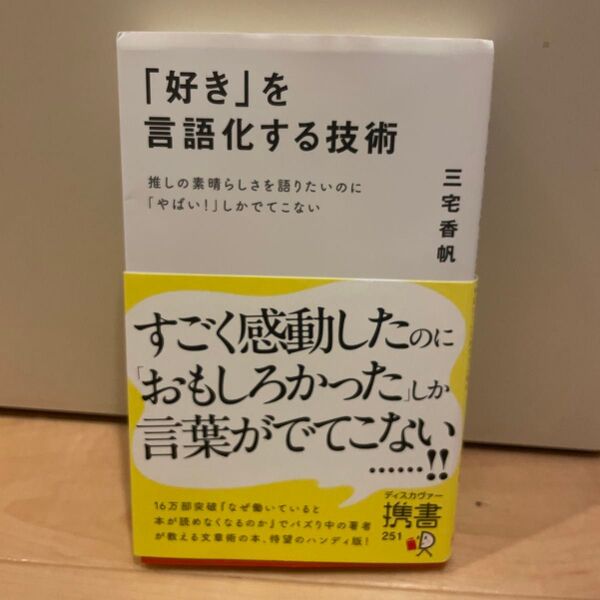 「好き」を
言語化する技術
推しの素晴らしさを語りたいのに
「やばい！」しかでてこない
三宅香帆
すごく感動したのに
「おもしろかった」しか
言葉がでてこない
……!!
16万部突破『なぜ働いていると
本が読めなくなるのか』でバズり中の著者
が教える文章術の本、待望のハンディ版！
ディスカヴァー
携書
251